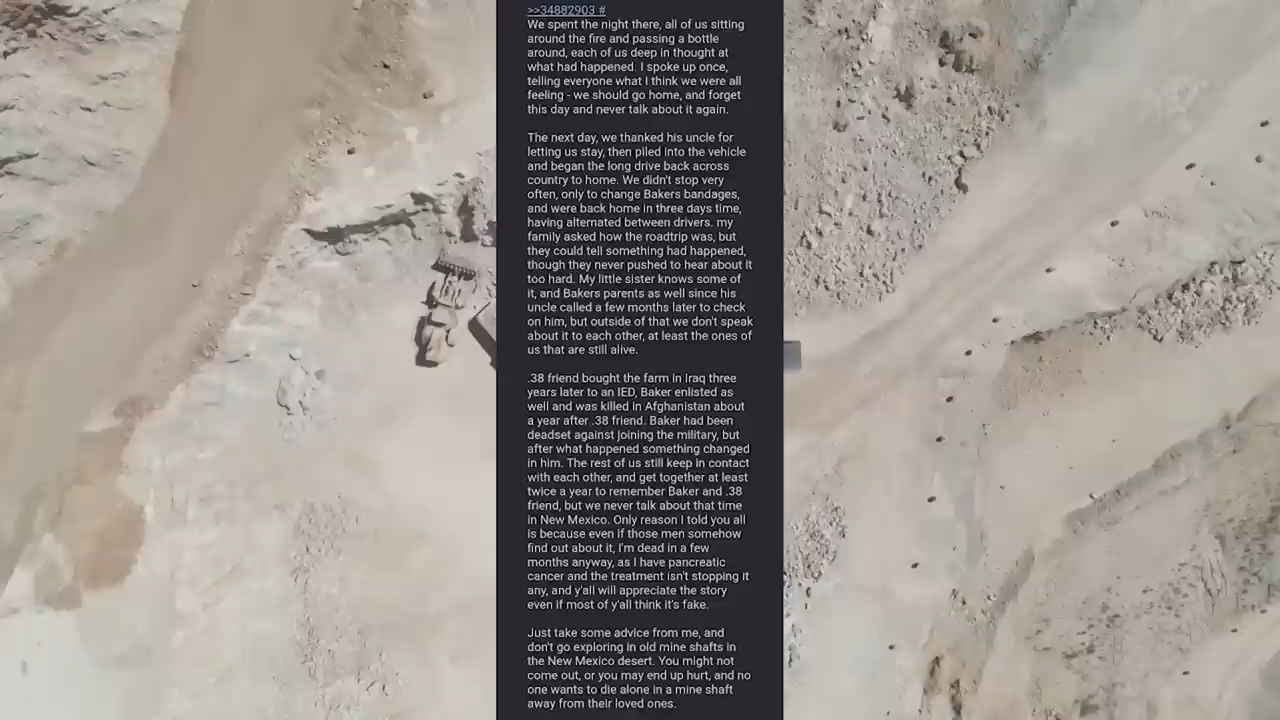 >>34882903 #
We spent the night there, all of us sitting
around the fire and passing a bottle
around, each of us deep in thought at
what had happened. I spoke up once,
telling everyone what I think we were all
feeling - we should go home, and forget
this day and never talk about it again.
The next day, we thanked his uncle for
letting us stay, then piled into the vehicle
and began the long drive back across
country to home. We didn't stop very
often, only to change Bakers bandages,
and were back home in three days time,
having alternated between drivers. my
family asked how the roadtrip was, but
they could tell something had happened,
though they never pushed to hear about it
too hard. My little sister knows some of
it, and Bakers parents as well since his
uncle called a few months later to check
on him, but outside of that we don't speak
about it to each other, at least the ones of
us that are still alive.
.38 friend bought the farm in Iraq three
years later to an IED, Baker enlisted as
well and was killed in Afghanistan about
a year after .38 friend. Baker had been
deadset against joining the military, but
after what happened something changed
in him. The rest of us still keep in contact
with each other, and get together at least
twice a year to remember Baker and .38
friend, but we never talk about that time
in New Mexico. Only reason I told you all
is because even if those men somehow
find out about it, I'm dead in a few
months anyway, as I have pancreatic
cancer and the treatment isn't stopping it
any, and y'all will appreciate the story
even if most of y'all think it's fake.
Just take some advice from me, and
don't go exploring in old mine shafts in
the New Mexico desert. You might not
come out, or you may end up hurt, and no
one wants to die alone in a mine shaft
away from their loved ones.